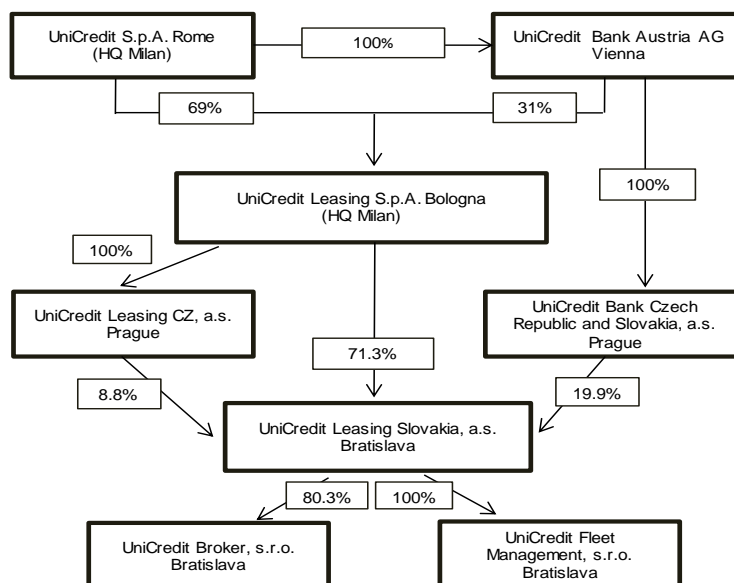 UniCredit S.p.A. Rome
(HQ Milan)
100%
UniCredit Bank Austria AG
Vienna
69%
31%
UniCredit Leasing S.p.A. Bologna
(HQ Milan)
100%
100%
UniCredit Leasing CZ, a.s.
Prague
UniCredit Bank Czech
Republic and Slovakia, a.s.
Prague
71.3%
8.8%
19.9%
UniCredit Leasing Slovakia, a.s.
Bratislava
80.3%
100%
UniCredit Broker, s.r.o.
Bratislava
UniCredit Fleet
Management, s.r.o.
Bratislava